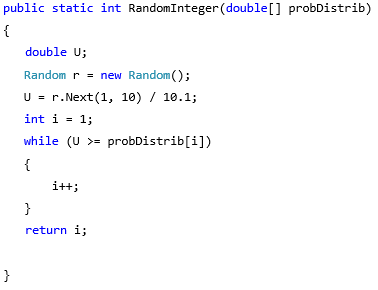 public static int RandomInteger(double[] probDistrib)
{
double U;
Random r = new Random();
U = r.Next(1, 10) / 10.1;
int i = 1;
while (U >= probDistrib[i])
{
i++;
}
return i;
}